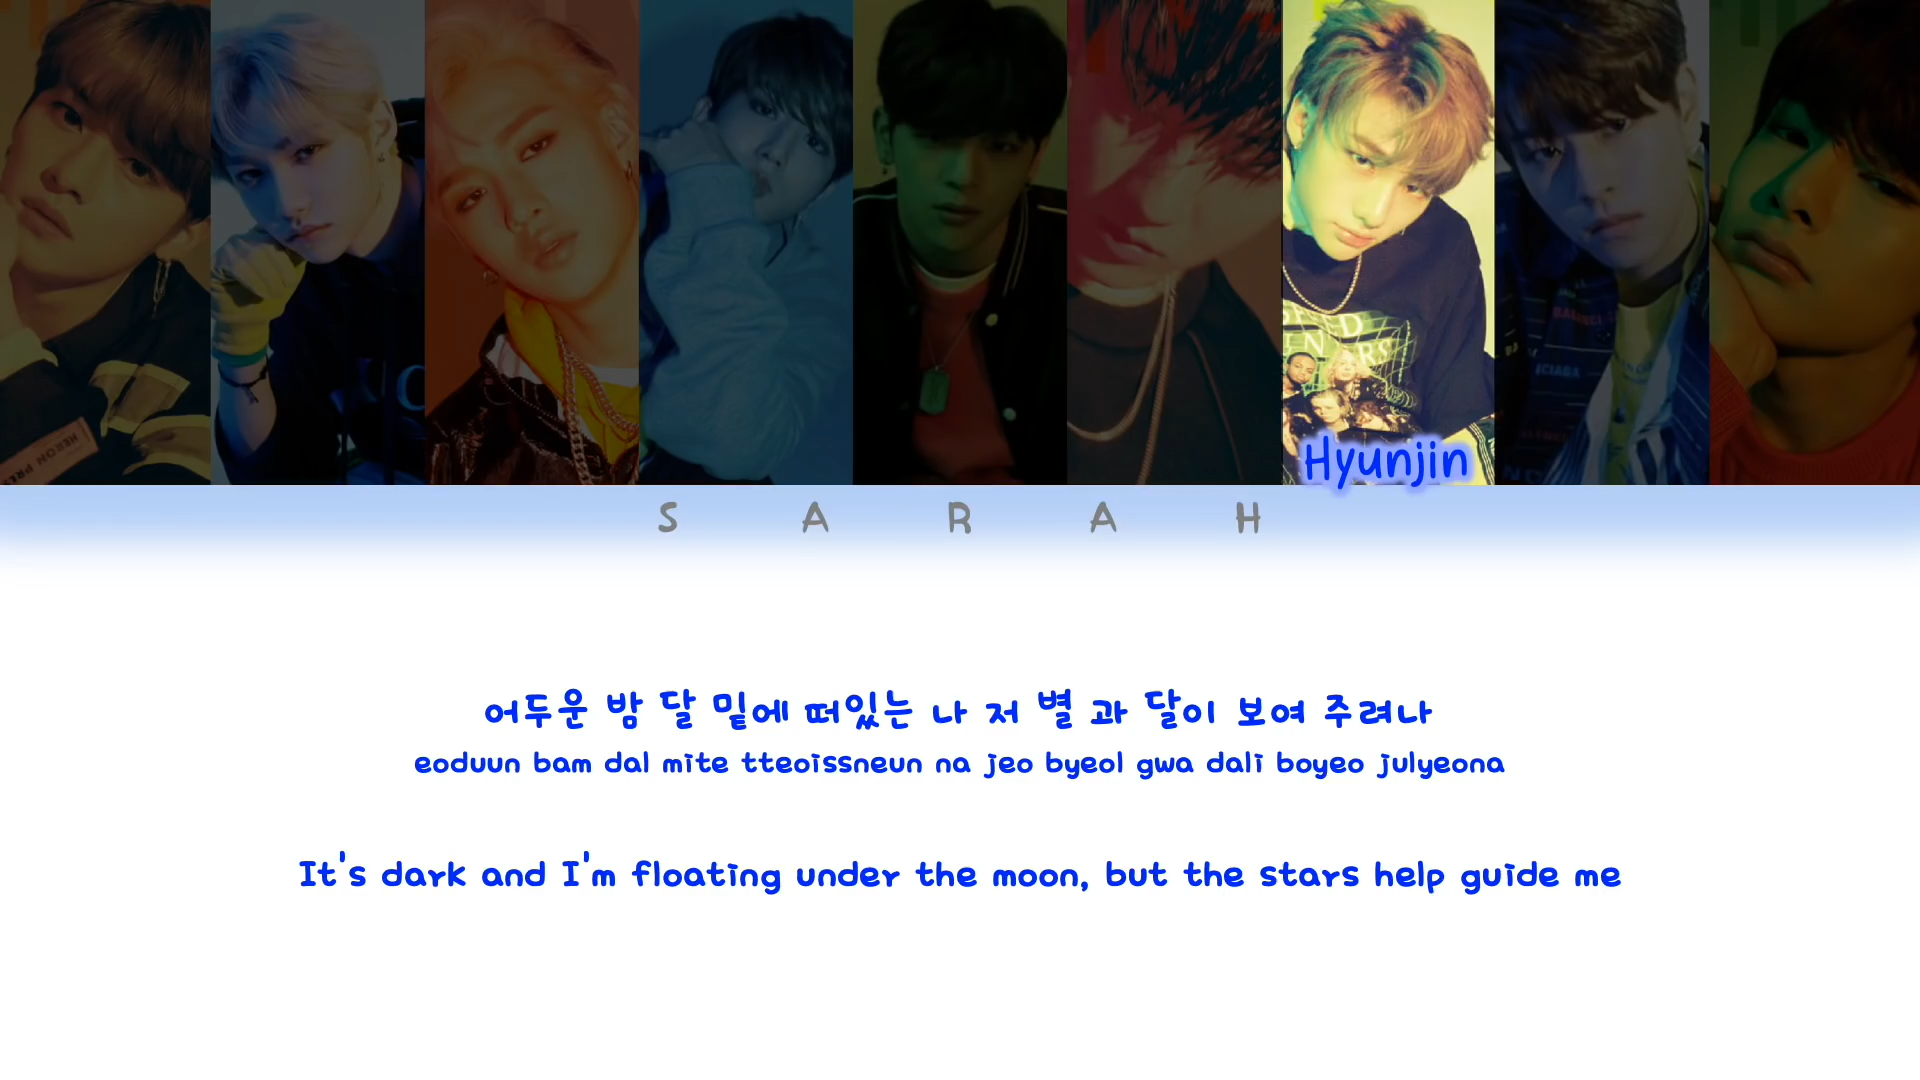 Hyunjin
S A R A H
어두운 밤 달 밑에 떠있는 나 저 별 과 달이 보여 주려나
eoduun bam dal mite tteoissneun na jeo byeol gwa dali boyeo julyeona
It's dark and I'm floating under the moon, but the stars help guide me